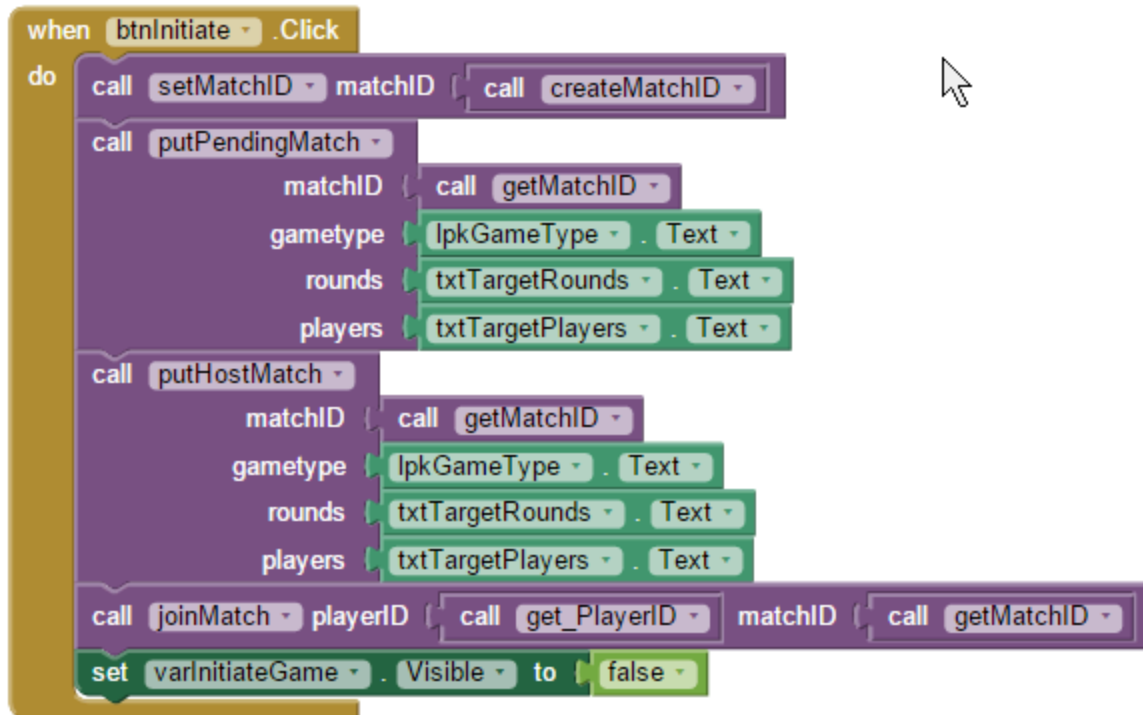 when btnInitiate .Click
do
call setMatchID matchID call createMatchID
call putPendingMatch
matchID call getMatchID
gametype lpkGameType . Text
rounds txtTargetRounds . Text
players txtTargetPlayers . Text
call putHostMatch
matchID call getMatchID
gametype lpkGameType . Text
rounds txtTargetRounds . Text
players txtTargetPlayers . Text
call joinMatch playerID call get_PlayerID matchID call getMatchID
set varInitiateGame . Visible to false